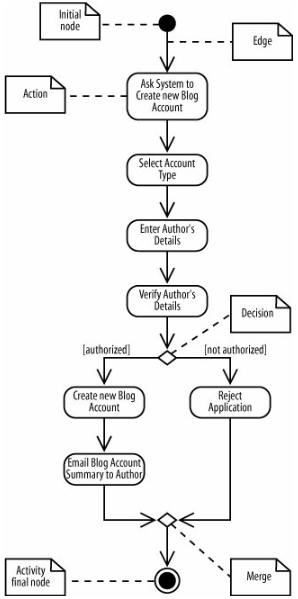 Initial
node
Edge
Ask System to
Create new Blog
Account
Action
Select Account
Type
Enter Author's
Details
Verify Author's
Details
Decision
[authorized]
[not authorized]
Create new Blog
Account
Reject
Application
Email Blog Account
Summary to Author
Activity
final node
Merge